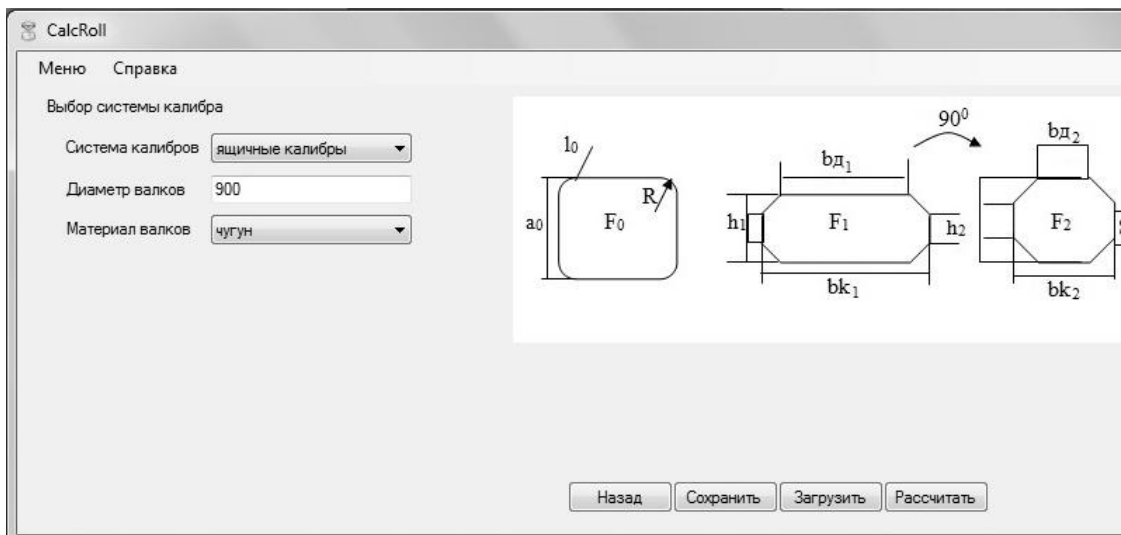 CalcRoll
Меню Справка
Выбор системы калибра
Система калибров ящичные калибры
Диаметр валков 900
Материал валков чугун
l₀
a₀
R
F₀
bд₁
h₁
F₁
h₂
bk₁
90⁰
bд₂
F₂
bk₂
Назад Сохранить Загрузить Рассчитать